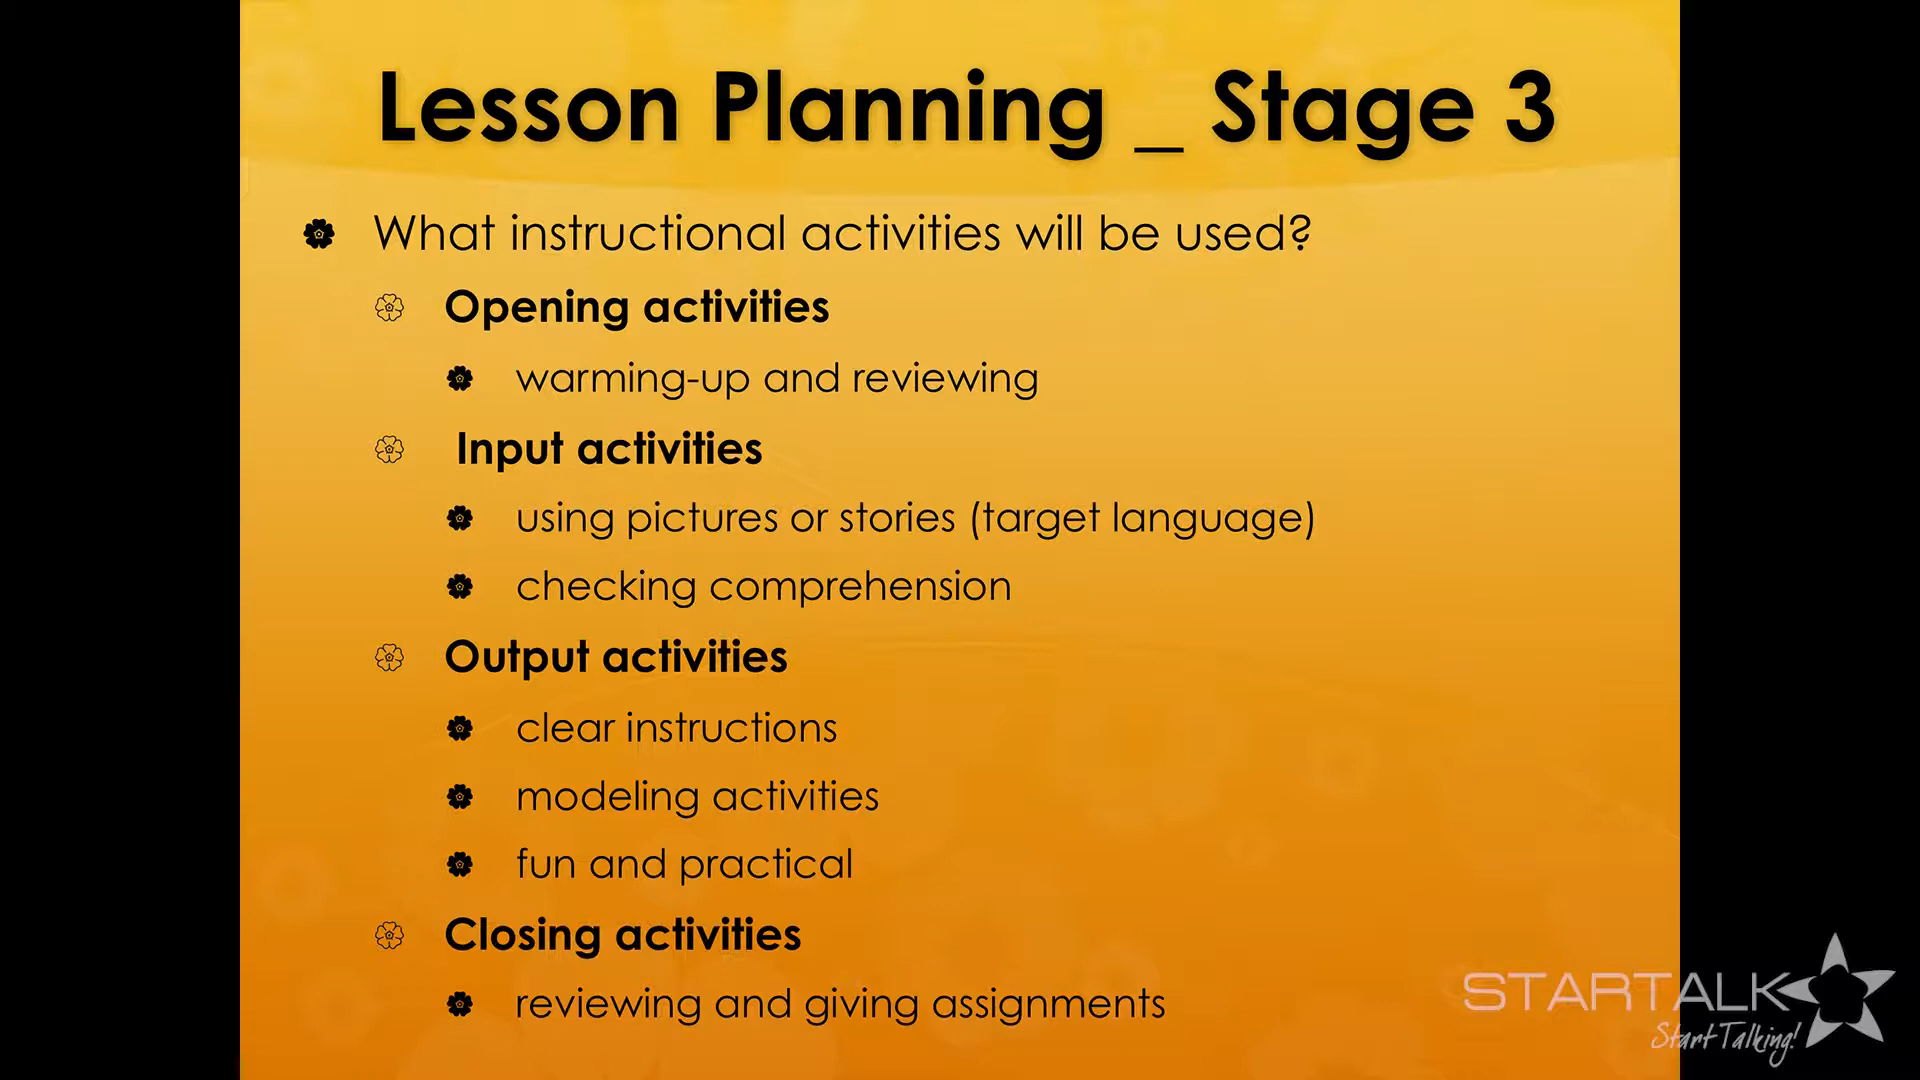 Lesson Planning _ Stage 3
What instructional activities will be used?
Opening activities
warming-up and reviewing
Input activities
using pictures or stories (target language)
checking comprehension
Output activities
clear instructions
modeling activities
fun and practical
Closing activities
reviewing and giving assignments
STARTALK
Start Talking!